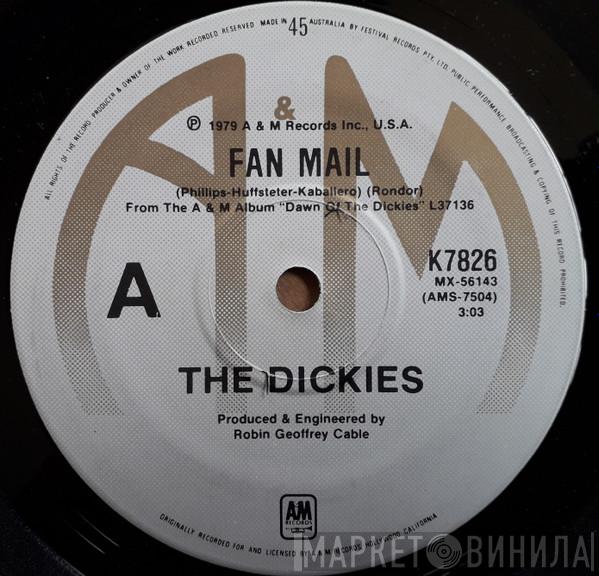 ALL RIGHTS OF THE RECORD PRODUCER & OWNER OF THE WORK RECORDED RESERVED MADE IN AUSTRALIA BY FESTIVAL RECORDS PTY. LTD. PUBLIC PERFORMANCE BROADCASTING & COPYING OF THIS RECORD PROHIBITED.
45
A & M
℗ 1979 A & M Records Inc., U.S.A.
FAN MAIL
(Phillips-Huffsteter-Kaballero) (Rondor)
From The A & M Album "Dawn Of The Dickies" L37136
A
K7826
MX-56143
(AMS-7504)
3:03
THE DICKIES
Produced & Engineered by
Robin Geoffrey Cable
AM
RECORDS
ORIGINALLY RECORDED FOR AND LICENSED BY A & M RECORDS, HOLLYWOOD, CALIFORNIA
МАРКЕТ ВИНИЛА